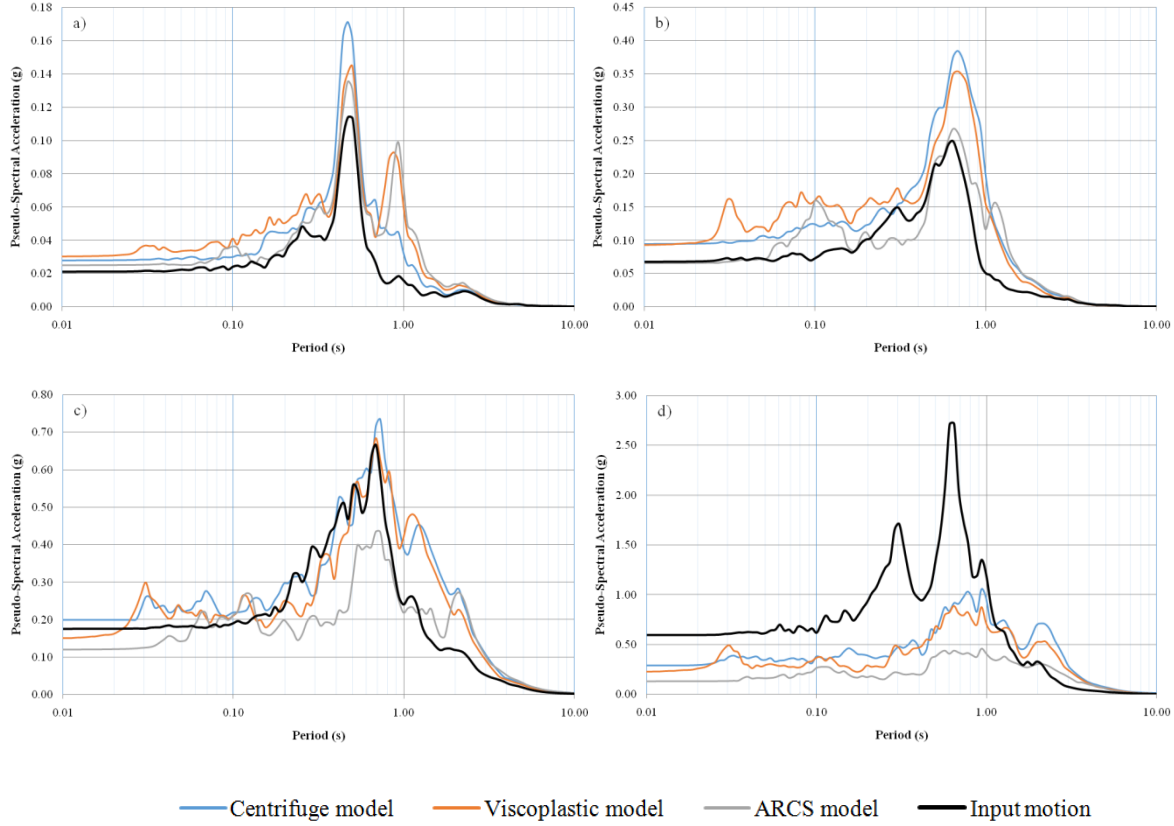 a)
Pseudo-Spectral Acceleration (g)
0.18
0.16
0.14
0.12
0.10
0.08
0.06
0.04
0.02
0.00
0.01 0.10 1.00 10.00
Period (s)
b)
Pseudo-Spectral Acceleration (g)
0.45
0.40
0.35
0.30
0.25
0.20
0.15
0.10
0.05
0.00
0.01 0.10 1.00 10.00
Period (s)
c)
Pseudo-Spectral Acceleration (g)
0.80
0.70
0.60
0.50
0.40
0.30
0.20
0.10
0.00
0.01 0.10 1.00 10.00
Period (s)
d)
Pseudo-Spectral Acceleration (g)
3.00
2.50
2.00
1.50
1.00
0.50
0.00
0.01 0.10 1.00 10.00
Period (s)
Centrifuge model Viscoplastic model ARCS model Input motion